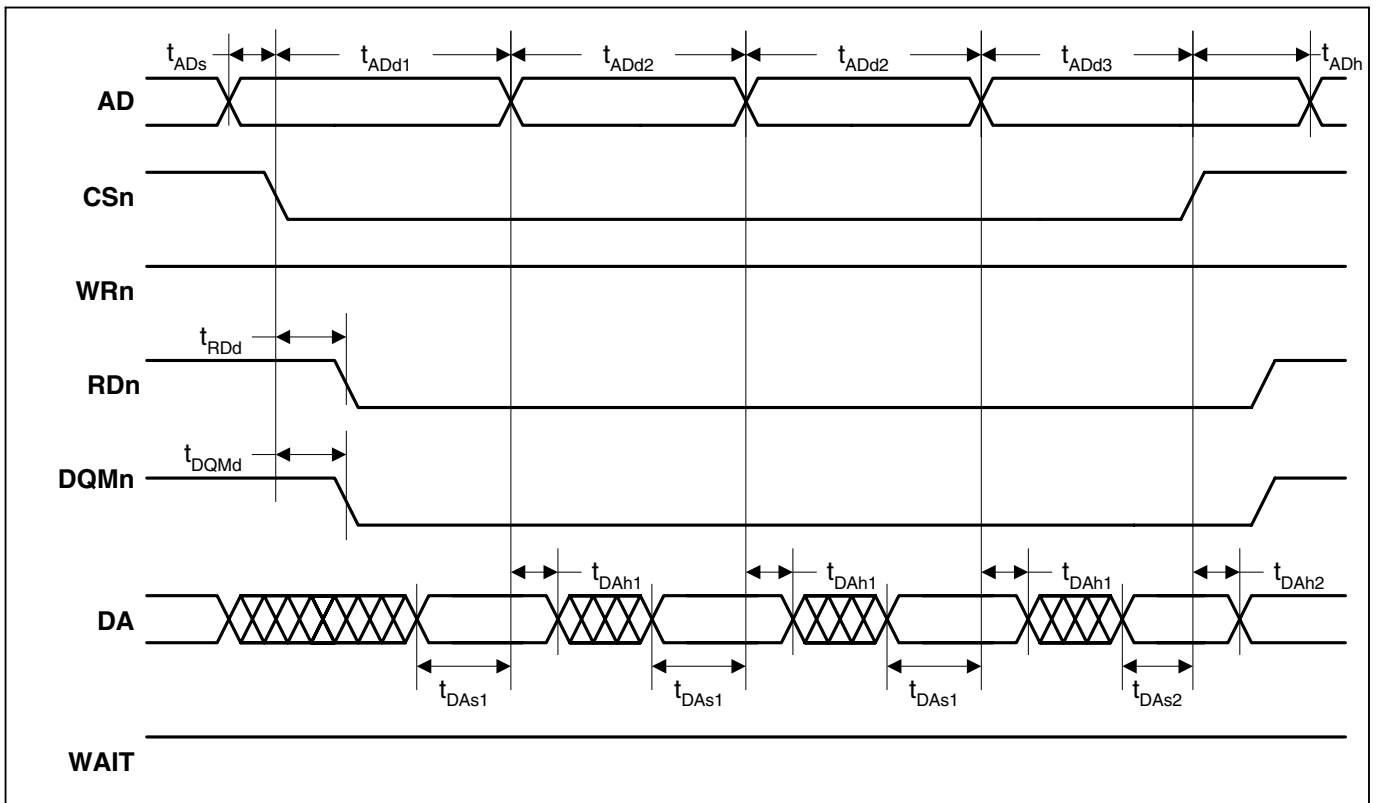 tADs tADd1 tADd2 tADd2 tADd3 tADh
AD
CSn
WRn
tRDd
RDn
tDQMd
DQMn
tDAh1 tDAh1 tDAh1 tDAh2
DA
tDAs1 tDAs1 tDAs1 tDAs2
WAIT